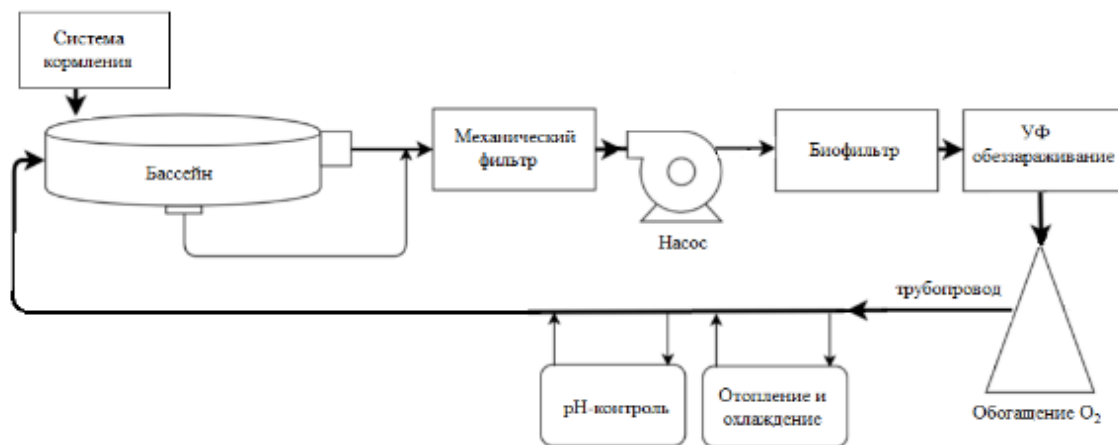 Система
кормления
Бассейн
Механический
фильтр
Насос
Биофильтр
УФ
обеззараживание
трубопровод
Обогащение O₂
Отопление и
охлаждение
pH-контроль